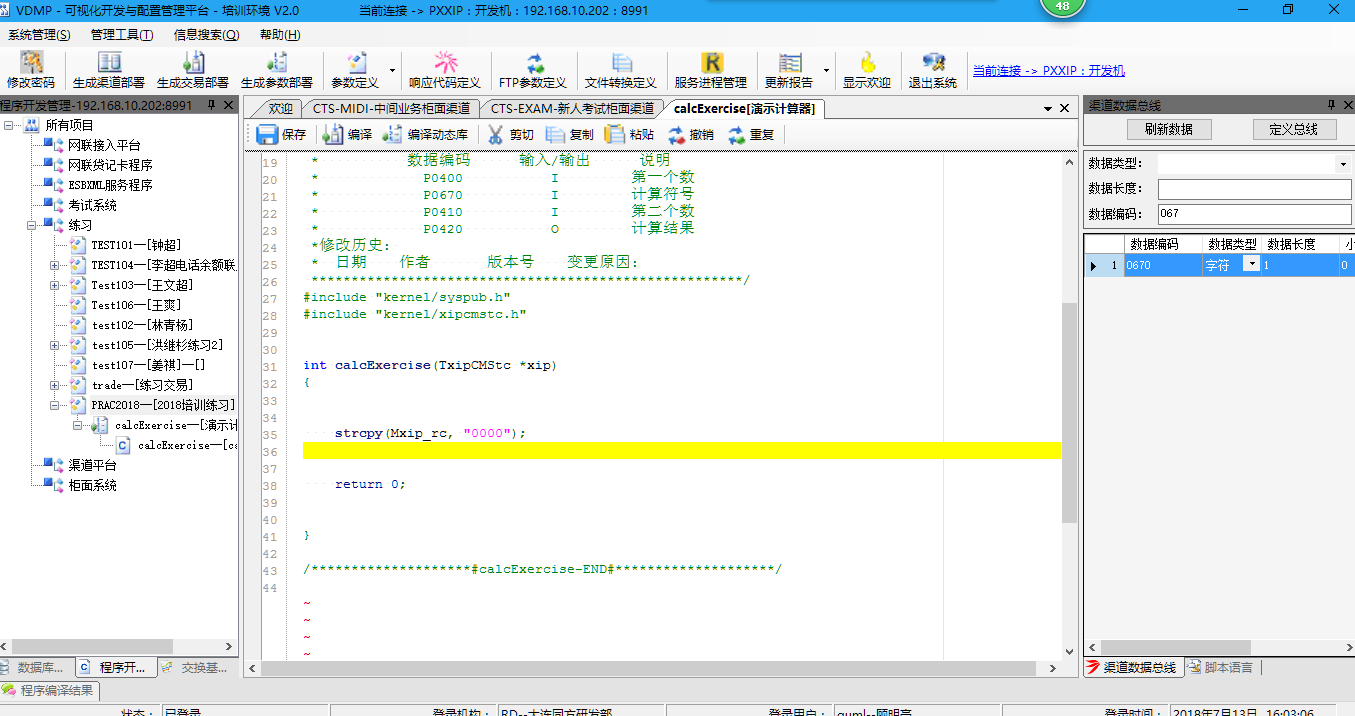 VDMP - 可视化开发与配置管理平台 - 培训环境 V2.0 当前连接 -> PXXIP：开发机：192.168.10.202：8991
48
系统管理(S) 管理工具(T) 信息搜索(Q) 帮助(H)
修改密码 生成渠道部署 生成交易部署 生成参数部署 参数定义 响应代码定义 FTP参数定义 文件转换定义 服务进程管理 更新报告 显示欢迎 退出系统 当前连接 -> PXXIP：开发机
程序开发管理-192.168.10.202:8991
所有项目
网联接入平台
网联贷记卡程序
ESBXML服务程序
考试系统
练习
TEST101—[钟超]
TEST104—[李超电话余额联
Test103—[王文超]
Test106—[王爽]
test102—[林青杨]
test105—[洪继杉练习2]
test107—[姜祺]—[]
trade—[练习交易]
PRAC2018—[2018培训练习]
calcExercise—[演示计
calcExercise—[ca
渠道平台
柜面系统
数据库... 程序开... 交换基...
程序编译结果
欢迎 CTS-MIDI-中间业务柜面渠道 CTS-EXAM-新人考试柜面渠道 calcExercise[演示计算器]
保存 编译 编译动态库 剪切 复制 粘贴 撤销 重复
19 * 数据编码 输入/输出 说明
20 * P0400 I 第一个数
21 * P0670 I 计算符号
22 * P0410 I 第二个数
23 * P0420 O 计算结果
24 *修改历史：
25 * 日期 作者 版本号 变更原因：
26 ******************************************************/
27 #include "kernel/syspub.h"
28 #include "kernel/xipcmstc.h"
29
30
31 int calcExercise(TxipCMStc *xip)
32 {
33
34
35 strcpy(Mxip_rc, "0000");
36
37
38 return 0;
39
40
41 }
42
43 /********************#calcExercise-END#********************/
44
~
~
~
~
渠道数据总线
刷新数据 定义总线
数据类型：
数据长度：
数据编码： 067
数据编码 数据类型 数据长度 小
1 0670 字符 1 0
渠道数据总线 脚本语言
状态： 已登录 登录机构： RD--大连同方研发部 登录用户： guml--顾明亮 登录时间： 2018年7月13日 16:03:06